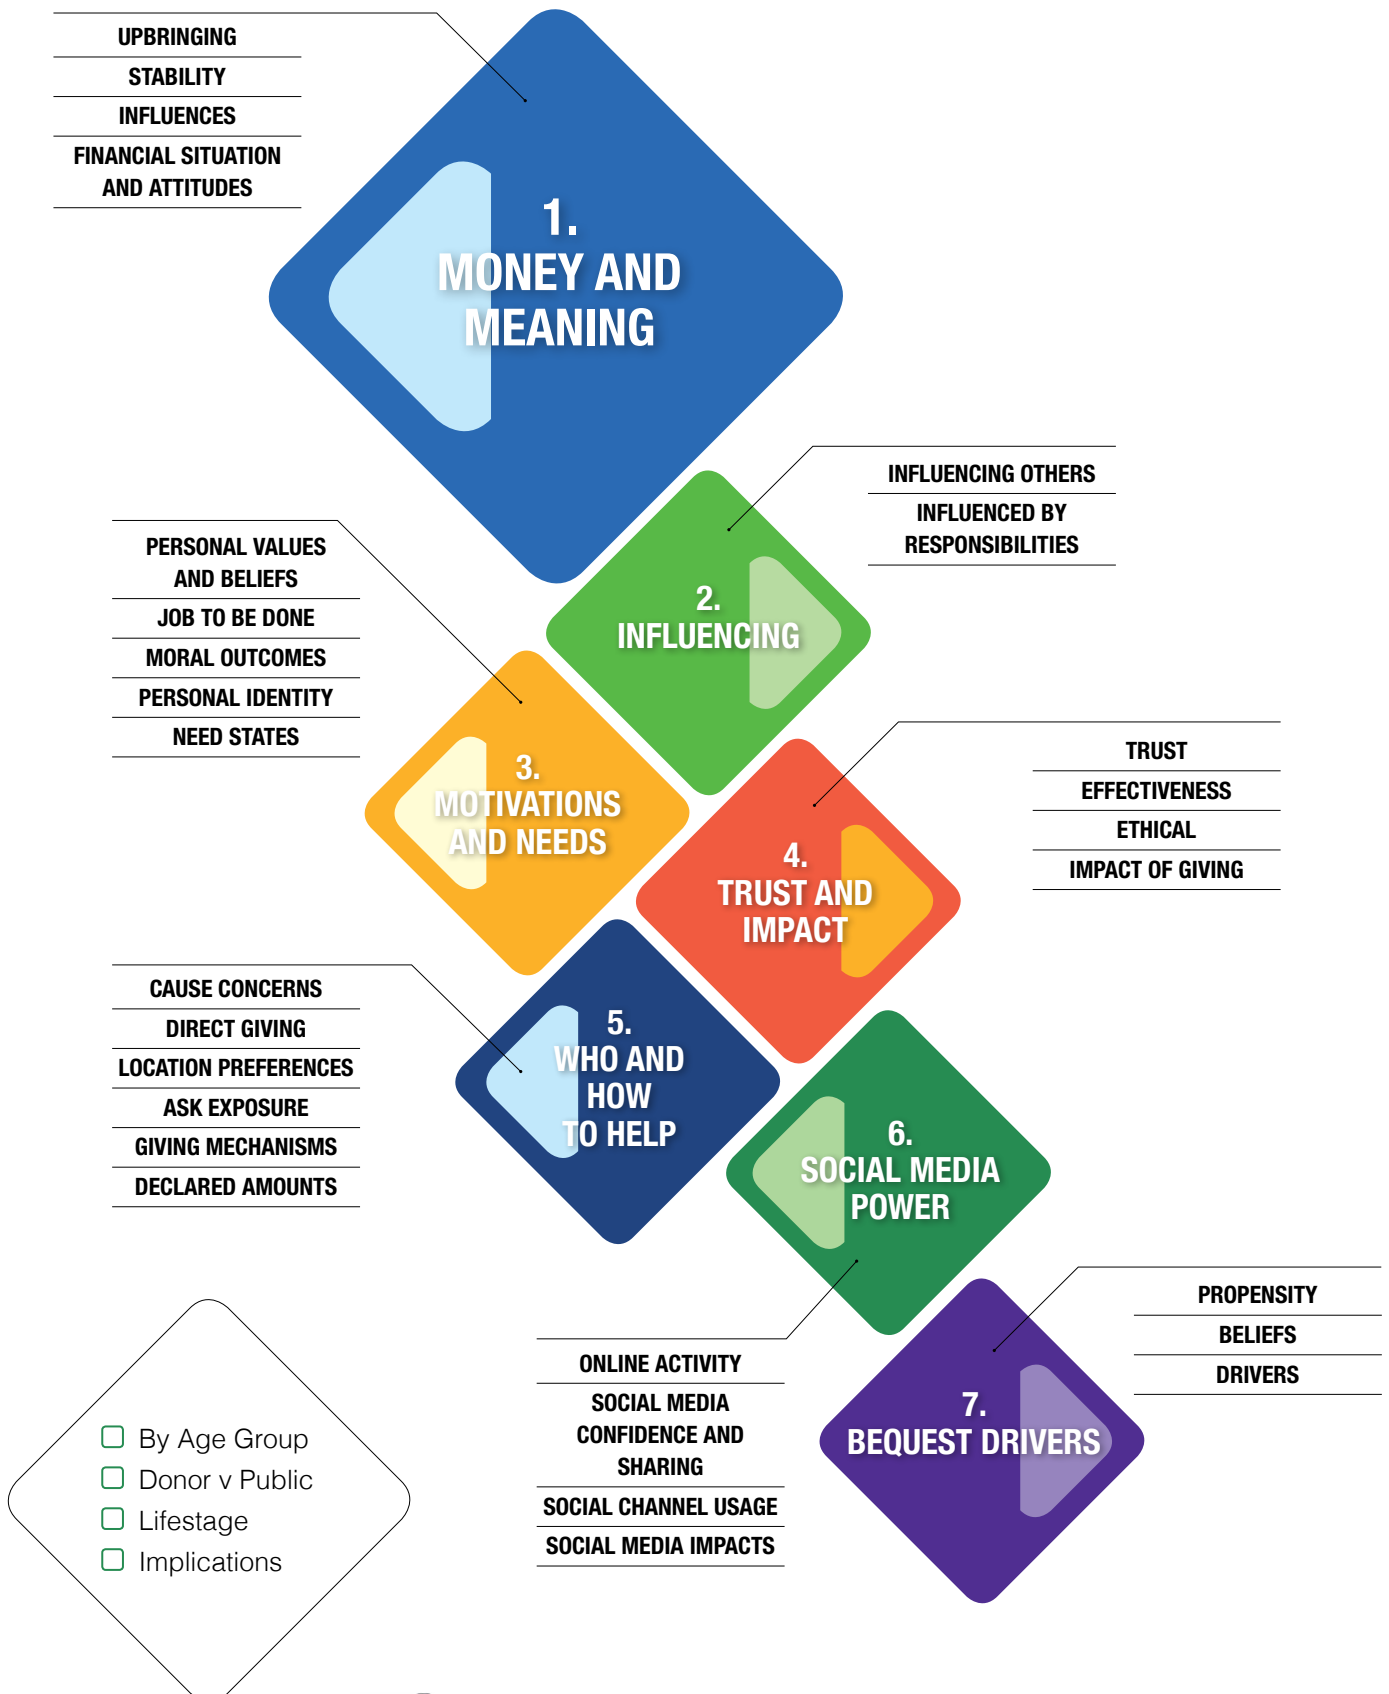 UPBRINGING
STABILITY
INFLUENCES
FINANCIAL SITUATION
AND ATTITUDES
1.
MONEY AND
MEANING
INFLUENCING OTHERS
INFLUENCED BY
RESPONSIBILITIES
2.
INFLUENCING
PERSONAL VALUES
AND BELIEFS
JOB TO BE DONE
MORAL OUTCOMES
PERSONAL IDENTITY
NEED STATES
3.
MOTIVATIONS
AND NEEDS
TRUST
EFFECTIVENESS
ETHICAL
IMPACT OF GIVING
4.
TRUST AND
IMPACT
CAUSE CONCERNS
DIRECT GIVING
LOCATION PREFERENCES
ASK EXPOSURE
GIVING MECHANISMS
DECLARED AMOUNTS
5.
WHO AND
HOW
TO HELP
6.
SOCIAL MEDIA
POWER
ONLINE ACTIVITY
SOCIAL MEDIA
CONFIDENCE AND
SHARING
SOCIAL CHANNEL USAGE
SOCIAL MEDIA IMPACTS
PROPENSITY
BELIEFS
DRIVERS
7.
BEQUEST DRIVERS
By Age Group
Donor v Public
Lifestage
Implications